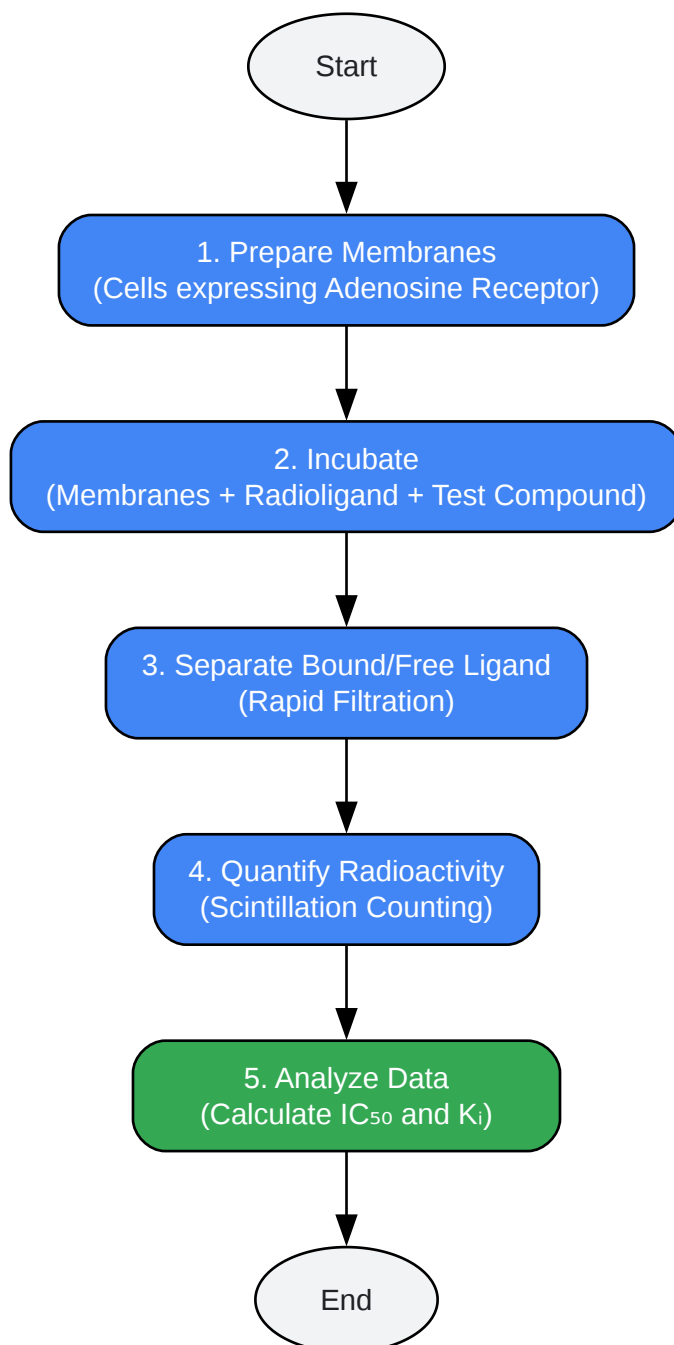 Start
1. Prepare Membranes
(Cells expressing Adenosine Receptor)
2. Incubate
(Membranes + Radioligand + Test Compound)
3. Separate Bound/Free Ligand
(Rapid Filtration)
4. Quantify Radioactivity
(Scintillation Counting)
5. Analyze Data
(Calculate IC₅₀ and Kᵢ)
End